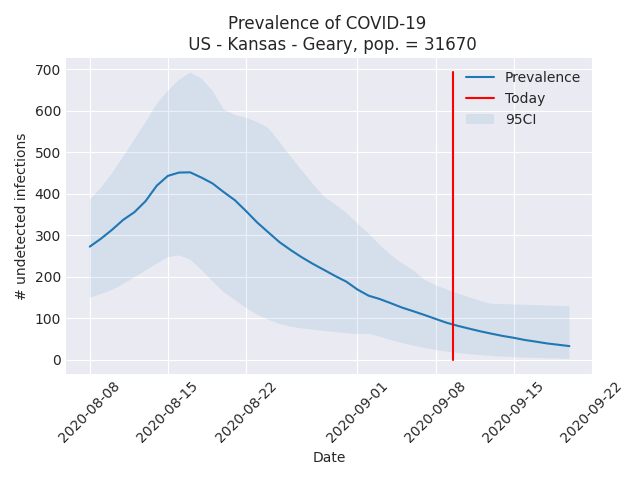 Prevalence of COVID-19
US - Kansas - Geary, pop. = 31670
700
600
500
400
300
200
100
0
# undetected infections
Prevalence
Today
95CI
2020-08-08
2020-08-15
2020-08-22
2020-09-01
2020-09-08
2020-09-15
2020-09-22
Date